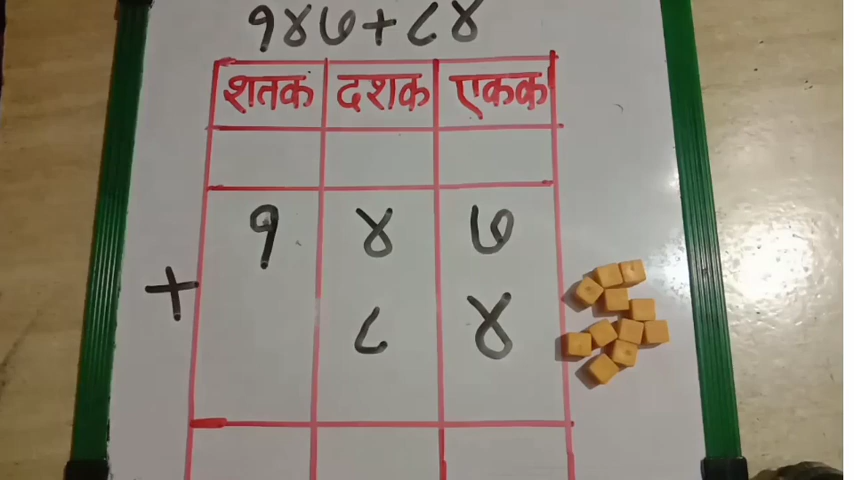 १४७+८४
शतक दशक एकक
१ ४ ७
+ ८ ४